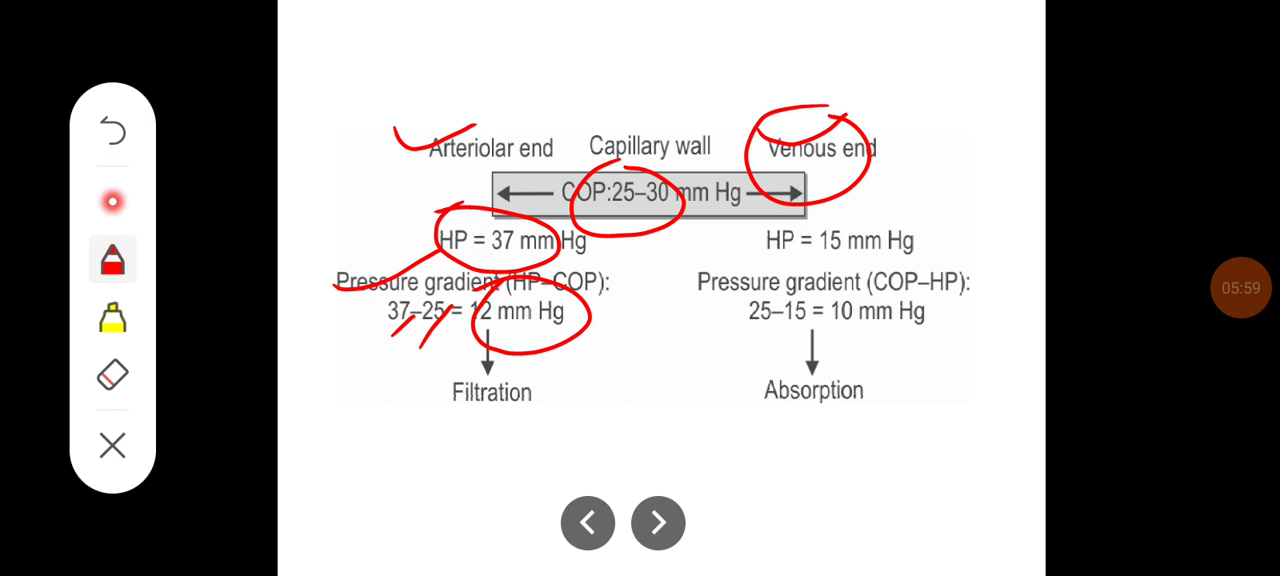 Arteriolar end Capillary wall Venous end
COP:25–30 mm Hg
HP = 37 mm Hg HP = 15 mm Hg
Pressure gradient (HP–COP): Pressure gradient (COP–HP):
37–25 = 12 mm Hg 25–15 = 10 mm Hg
Filtration Absorption
05:59